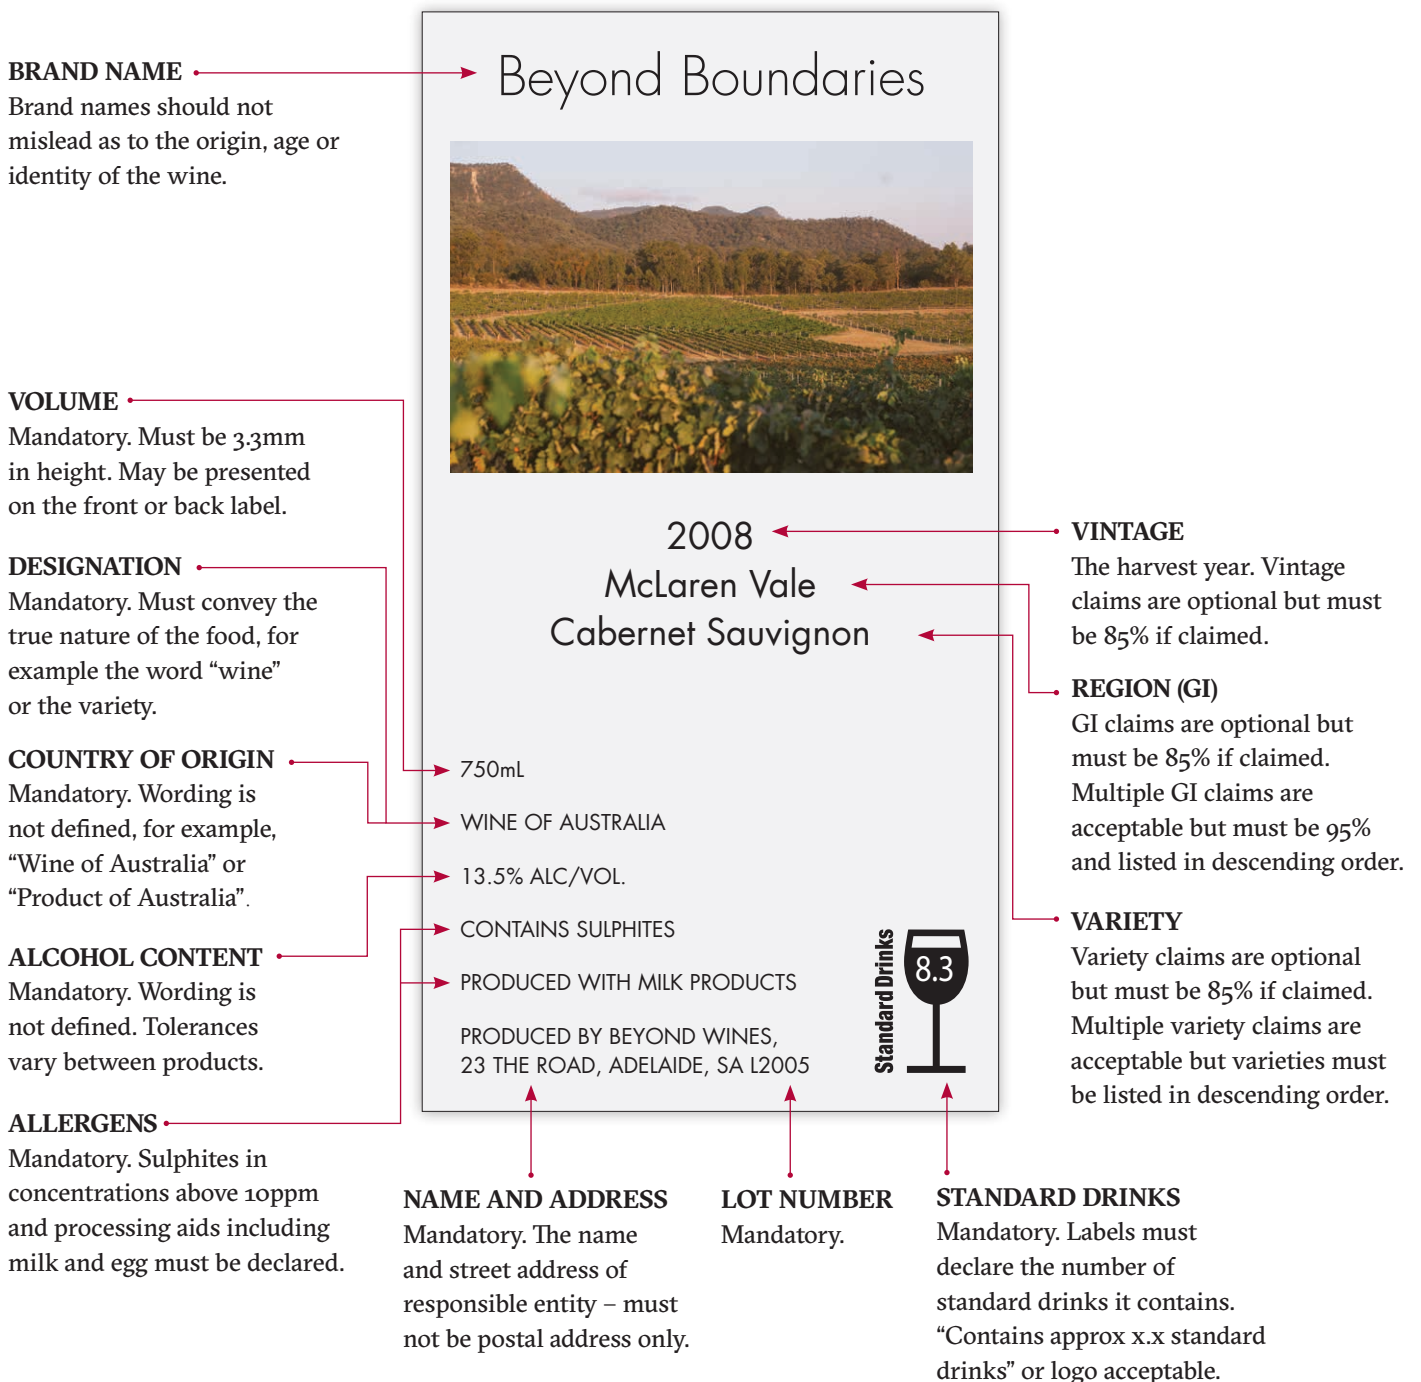 BRAND NAME
Brand names should not
mislead as to the origin, age or
identity of the wine.
VOLUME
Mandatory. Must be 3.3mm
in height. May be presented
on the front or back label.
DESIGNATION
Mandatory. Must convey the
true nature of the food, for
example the word “wine”
or the variety.
COUNTRY OF ORIGIN
Mandatory. Wording is
not defined, for example,
“Wine of Australia” or
“Product of Australia”.
ALCOHOL CONTENT
Mandatory. Wording is
not defined. Tolerances
vary between products.
ALLERGENS
Mandatory. Sulphites in
concentrations above 10ppm
and processing aids including
milk and egg must be declared.
Beyond Boundaries
2008
McLaren Vale
Cabernet Sauvignon
750mL
WINE OF AUSTRALIA
13.5% ALC/VOL.
CONTAINS SULPHITES
PRODUCED WITH MILK PRODUCTS
PRODUCED BY BEYOND WINES,
23 THE ROAD, ADELAIDE, SA L2005
Standard Drinks
8.3
NAME AND ADDRESS
Mandatory. The name
and street address of
responsible entity – must
not be postal address only.
LOT NUMBER
Mandatory.
STANDARD DRINKS
Mandatory. Labels must
declare the number of
standard drinks it contains.
“Contains approx x.x standard
drinks” or logo acceptable.
VINTAGE
The harvest year. Vintage
claims are optional but must
be 85% if claimed.
REGION (GI)
GI claims are optional but
must be 85% if claimed.
Multiple GI claims are
acceptable but must be 95%
and listed in descending order.
VARIETY
Variety claims are optional
but must be 85% if claimed.
Multiple variety claims are
acceptable but varieties must
be listed in descending order.